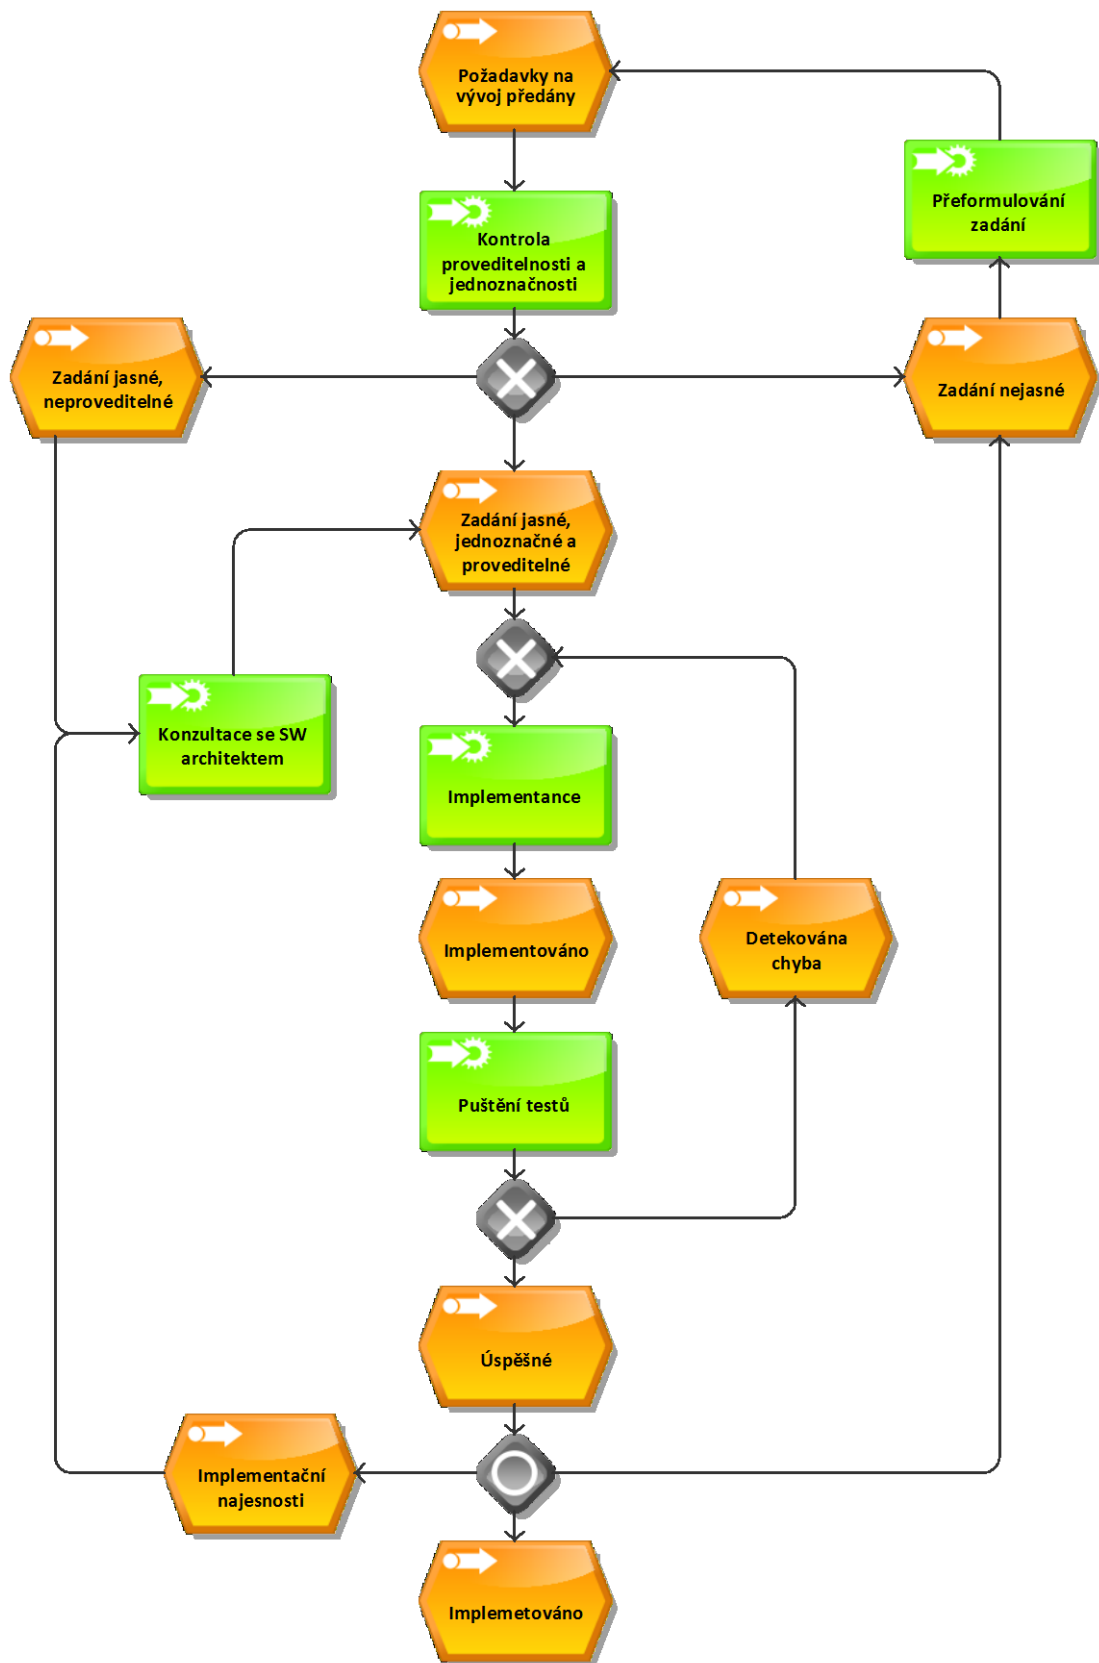 Požadavky na
vývoj předány
Přeformulování
zadání
Kontrola
proveditelnosti a
jednoznačnosti
Zadání jasné,
neproveditelné
Zadání nejasné
Zadání jasné,
jednoznačné a
proveditelné
Konzultace se SW
architektem
Implementance
Implementováno
Detekována
chyba
Puštění testů
Úspěšné
Implementační
najesnosti
Implemetováno